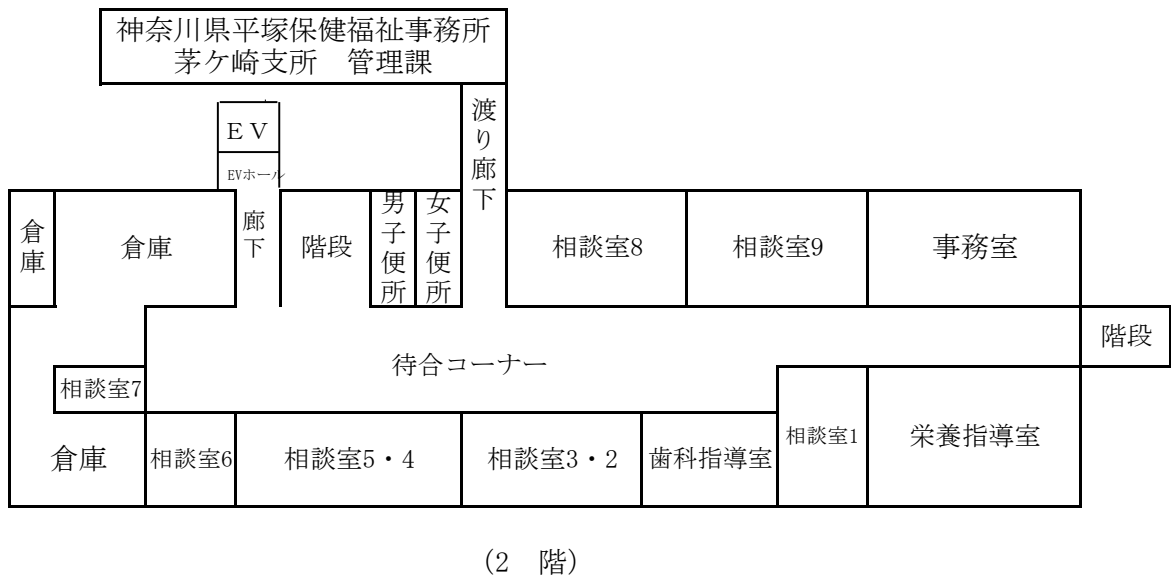 神奈川県平塚保健福祉事務所
茅ケ崎支所　管理課
ＥＶ
EVホール
渡り廊下
倉庫
倉庫
廊下
階段
男子便所
女子便所
相談室8
相談室9
事務室
階段
待合コーナー
相談室7
倉庫
相談室6
相談室5・4
相談室3・2
歯科指導室
相談室1
栄養指導室
（2　階）